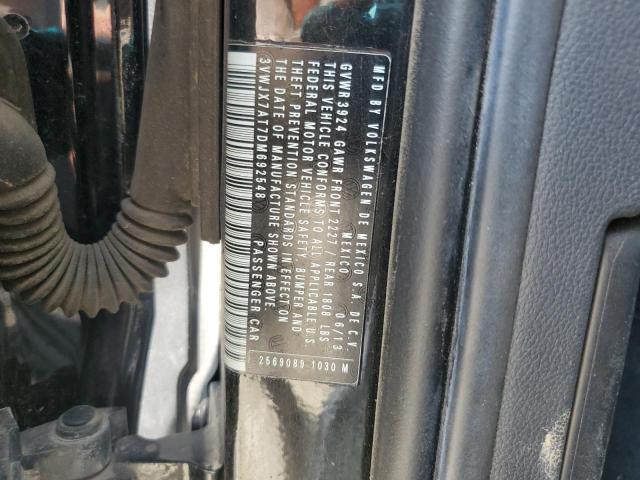 MFD BY VOLKSWAGEN DE MEXICO S.A. DE C.V.
MEXICO 06/13
GVWR 3924 GAWR FRONT 2227 / REAR 1808 LBS
THIS VEHICLE CONFORMS TO ALL APPLICABLE U.S.
FEDERAL MOTOR VEHICLE SAFETY, BUMPER AND
THEFT PREVENTION STANDARDS IN EFFECT ON
THE DATE OF MANUFACTURE SHOWN ABOVE.
3VWJX7AT7DM692548 PASSENGER CAR
2569089-1030 M